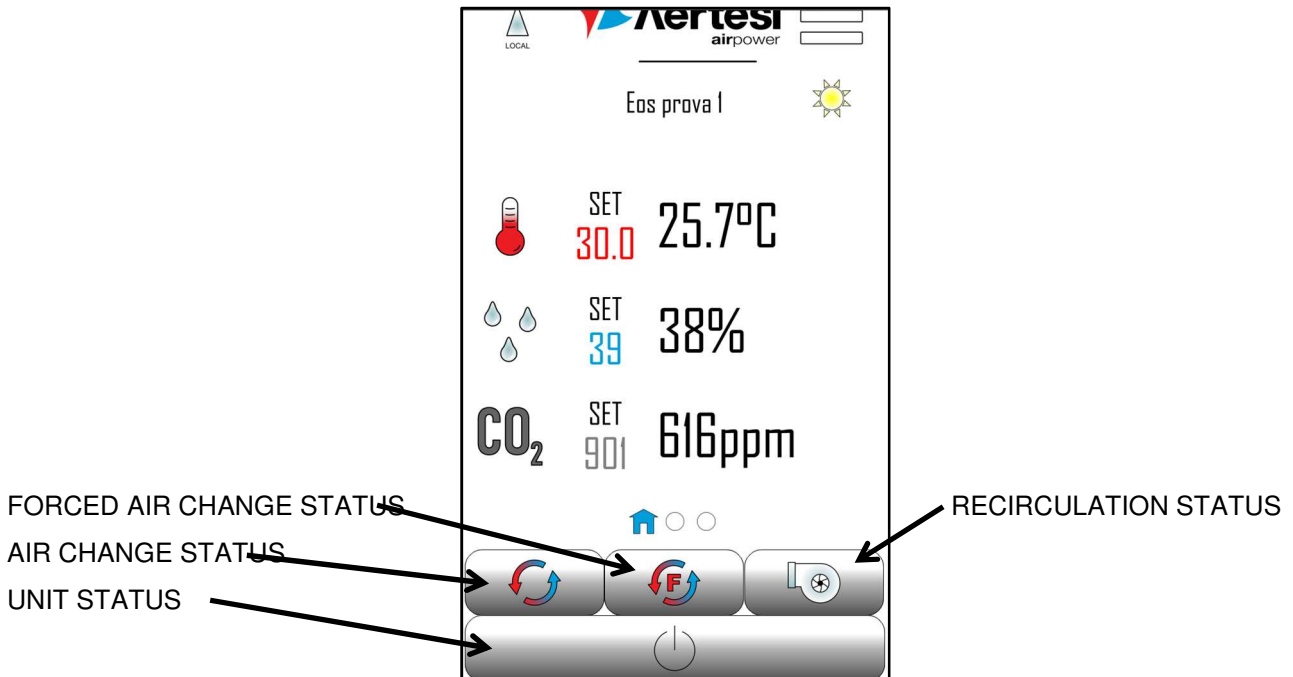 Aertesi
airpower
LOCAL
Eos prova 1
SET
30.0
25.7ºC
SET
39
38%
CO₂
SET
901
616ppm
FORCED AIR CHANGE STATUS
RECIRCULATION STATUS
AIR CHANGE STATUS
UNIT STATUS
F